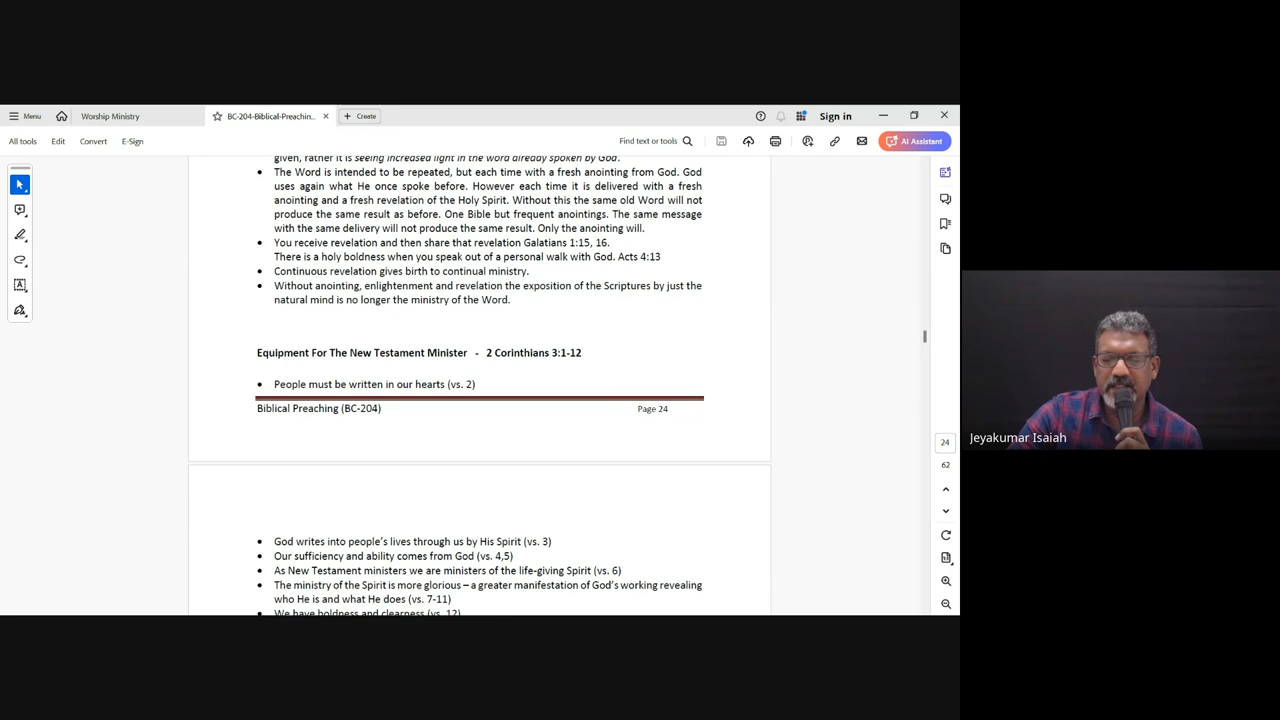 Menu
Worship Ministry
BC-204-Biblical-Preachin...
Create
Sign in
All tools
Edit
Convert
E-Sign
Find text or tools
AI Assistant
given, rather it is seeing increased light in the word already spoken by God.
• The Word is intended to be repeated, but each time with a fresh anointing from God. God
uses again what He once spoke before. However each time it is delivered with a fresh
anointing and a fresh revelation of the Holy Spirit. Without this the same old Word will not
produce the same result as before. One Bible but frequent anointings. The same message
with the same delivery will not produce the same result. Only the anointing will.
• You receive revelation and then share that revelation Galatians 1:15, 16.
There is a holy boldness when you speak out of a personal walk with God. Acts 4:13
• Continuous revelation gives birth to continual ministry.
• Without anointing, enlightenment and revelation the exposition of the Scriptures by just the
natural mind is no longer the ministry of the Word.
Equipment For The New Testament Minister - 2 Corinthians 3:1-12
• People must be written in our hearts (vs. 2)
Biblical Preaching (BC-204)
Page 24
• God writes into people's lives through us by His Spirit (vs. 3)
• Our sufficiency and ability comes from God (vs. 4,5)
• As New Testament ministers we are ministers of the life-giving Spirit (vs. 6)
• The ministry of the Spirit is more glorious – a greater manifestation of God's working revealing
who He is and what He does (vs. 7-11)
• We have boldness and clearness (vs. 12)
24
62
Jeyakumar Isaiah